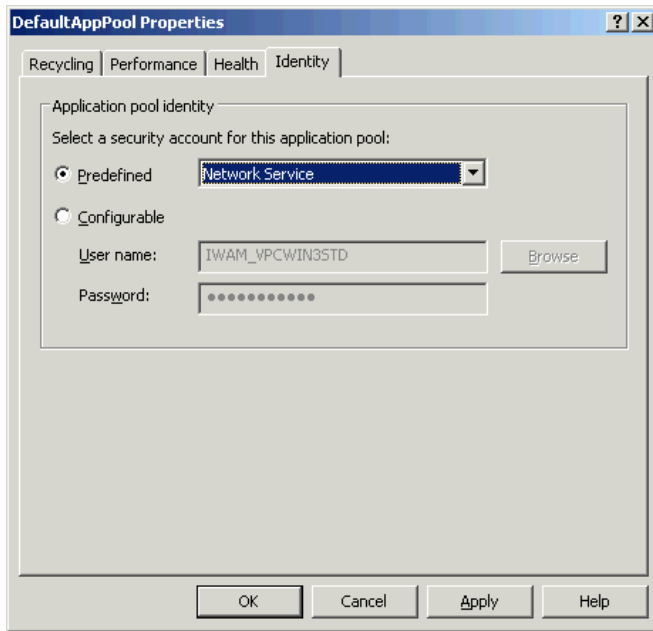 DefaultAppPool Properties
Recycling Performance Health Identity
Application pool identity
Select a security account for this application pool:
Predefined Network Service
Configurable
User name: IWAM_VPCWIN3STD Browse
Password: ●●●●●●●●●●●
OK Cancel Apply Help